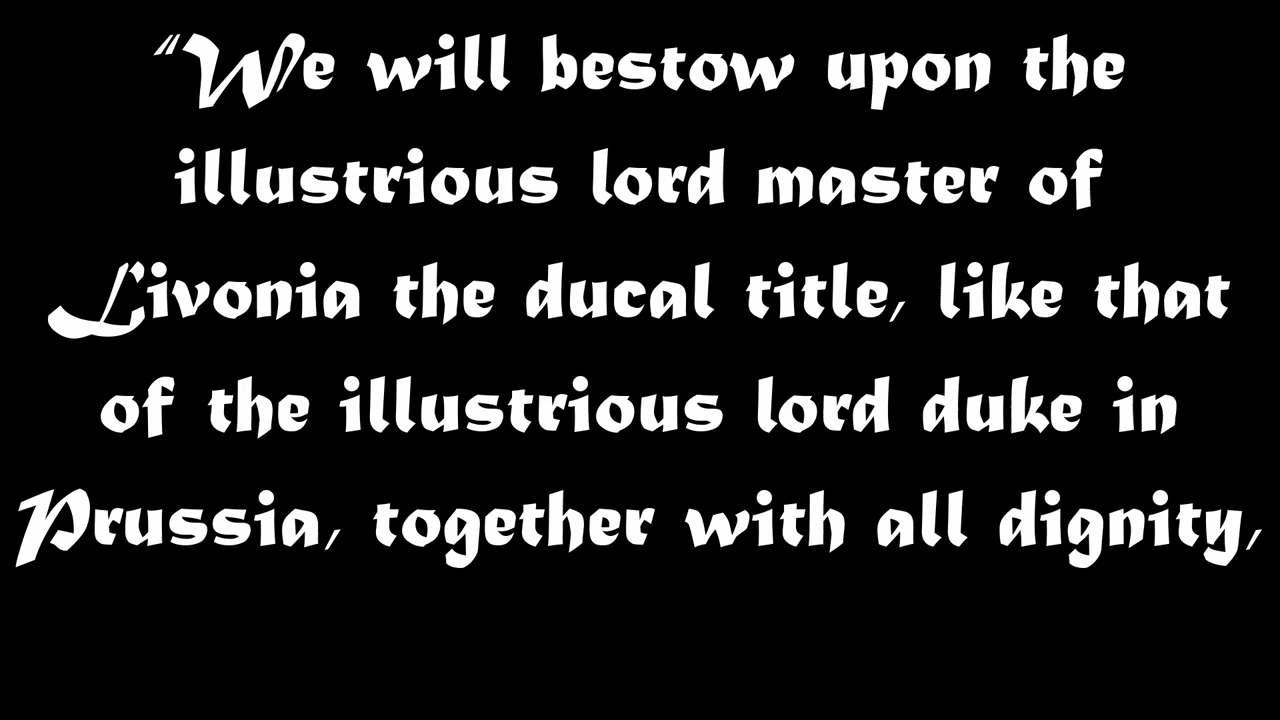 “We will bestow upon the
illustrious lord master of
Livonia the ducal title, like that
of the illustrious lord duke in
Prussia, together with all dignity,